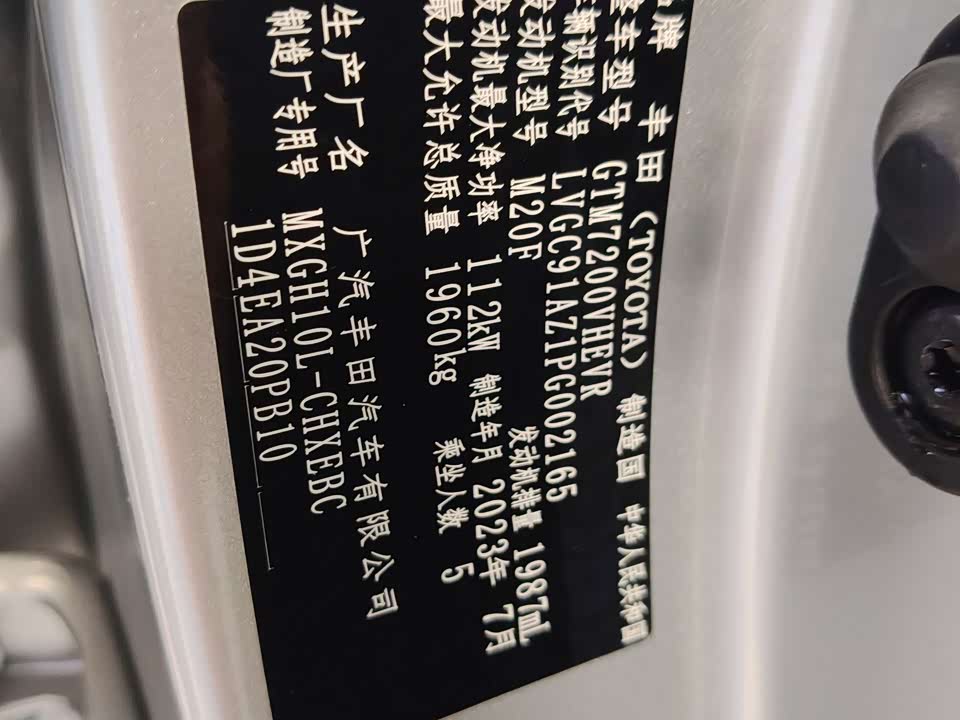 品牌 丰田 (TOYOTA) 制造国 中华人民共和国
整车型号 GTM7200VHEVR
车辆识别代号 LVGC91AZ1PG002165
发动机型号 M20F 发动机排量 1987mL
发动机最大净功率 112kW 制造年月 2023年 7月
最大允许总质量 1960kg 乘坐人数 5
生产厂名 广汽丰田汽车有限公司
制造厂专用号 MXGH10L-CHXEBC
1D4EA20PB10